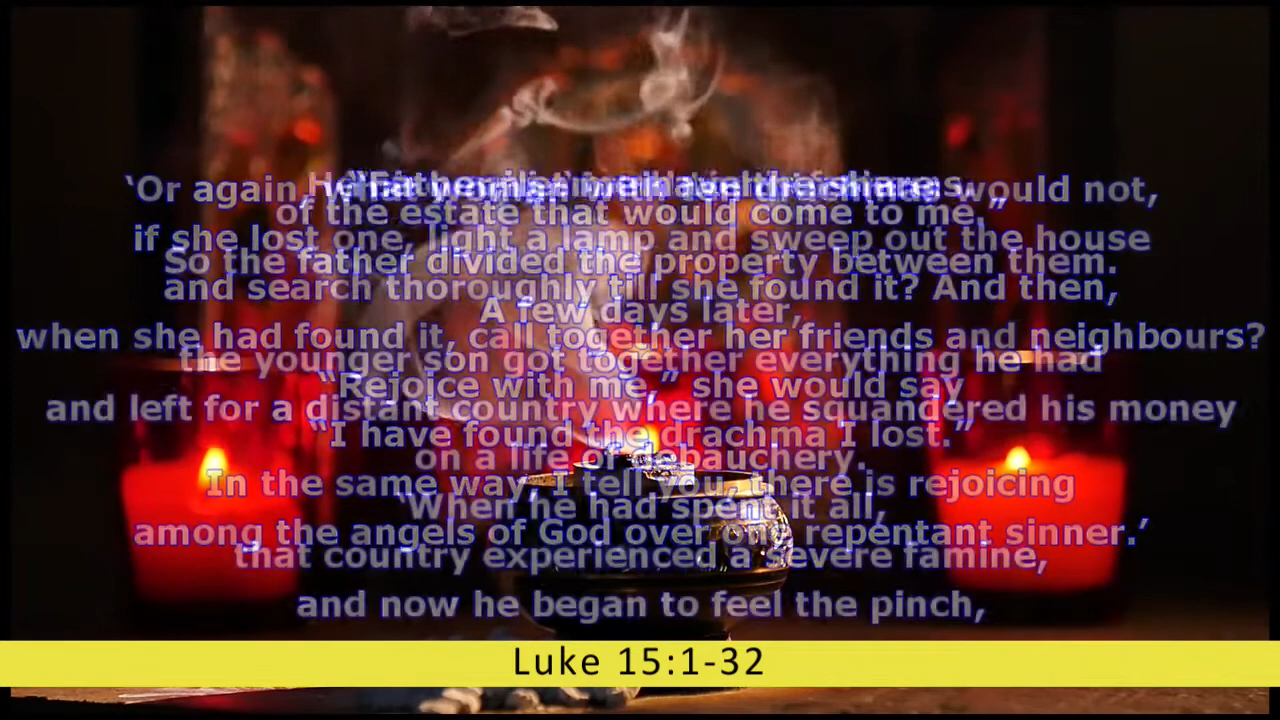 ‘Or again, what woman with ten drachmas would not,
of the estate that would come to me.”
if she lost one, light a lamp and sweep out the house
So the father divided the property between them.
and search thoroughly till she found it? And then,
A few days later,
when she had found it, call together her friends and neighbours?
the younger son got together everything he had
“Rejoice with me,” she would say
and left for a distant country where he squandered his money
“I have found the drachma I lost.”
on a life of debauchery.
In the same way, I tell you, there is rejoicing
‘When he had spent it all,
among the angels of God over one repentant sinner.’
that country experienced a severe famine,
and now he began to feel the pinch,
Luke 15:1-32